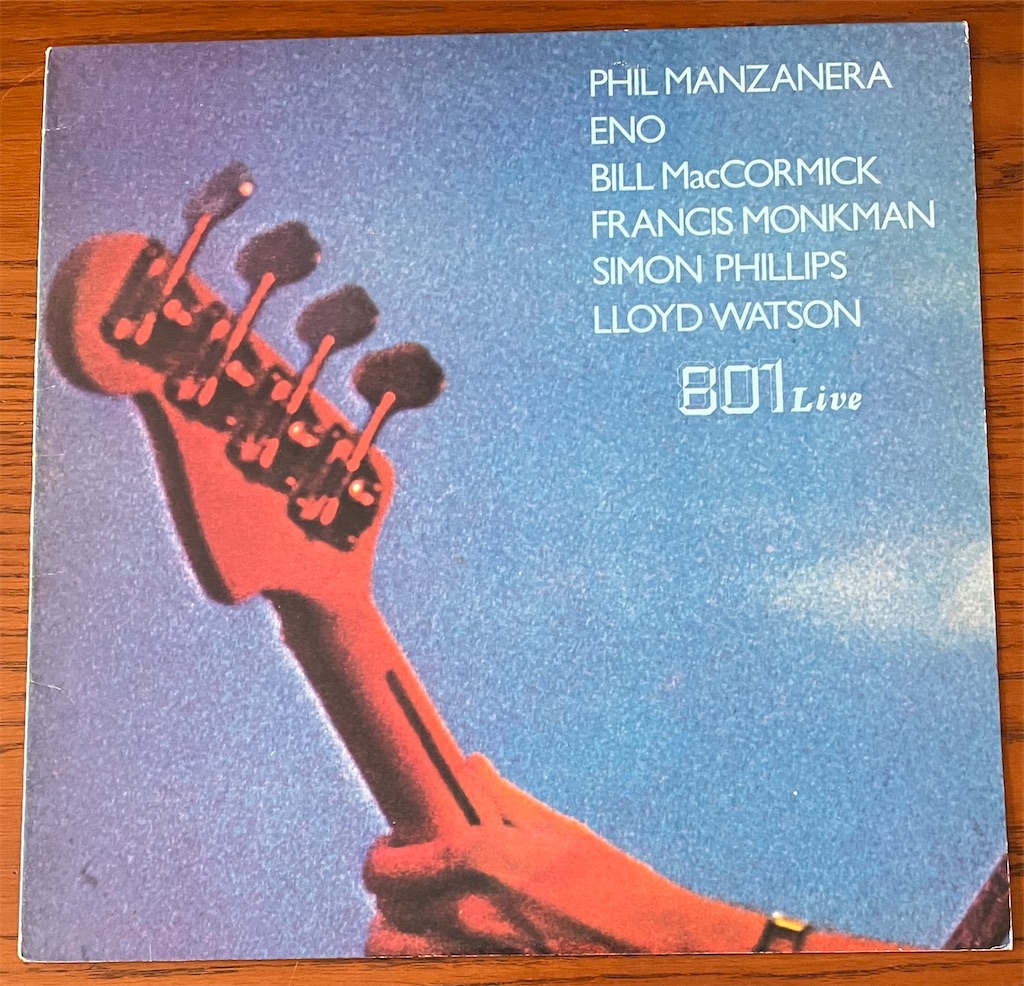 PHIL MANZANERA
ENO
BILL MacCORMICK
FRANCIS MONKMAN
SIMON PHILLIPS
LLOYD WATSON
801 Live